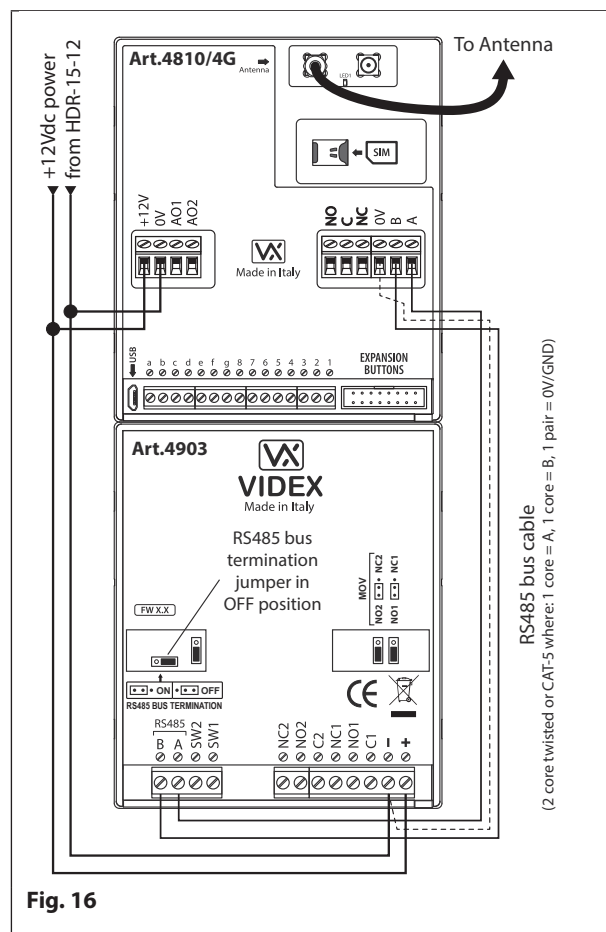 +12Vdc power
from HDR-15-12
Art.4810/4G
Antenna
LED1
To Antenna
SIM
+12V
0V
AO1
AO2
NO
C
NC
0V
B
A
VX
Made in Italy
USB
a b c d e f g 8 7 6 5 4 3 2 1
EXPANSION
BUTTONS
Art.4903
VX
VIDEX
Made in Italy
RS485 bus
termination
jumper in
OFF position
MOV
NO2 NC2
NO1 NC1
FW X.X
ON OFF
RS485 BUS TERMINATION
CE
RS485
B
A
SW2
SW1
NC2
NO2
C2
NC1
NO1
C1
–
+
RS485 bus cable
(2 core twisted or CAT-5 where: 1 core = A, 1 core = B, 1 pair = 0V/GND)
Fig. 16